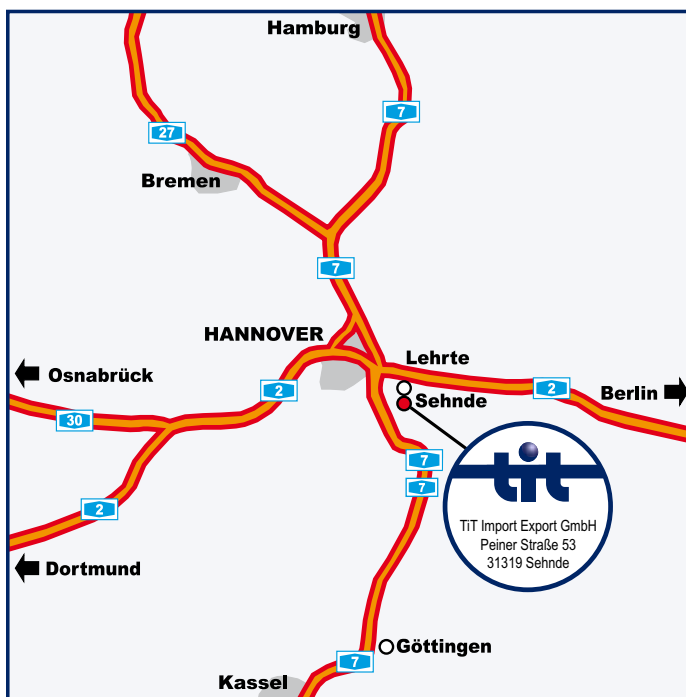 Hamburg
7
27
Bremen
7
HANNOVER
Lehrte
Osnabrück
2
2
Berlin
Sehnde
30
7
7
tit
2
TiT Import Export GmbH
Peiner Straße 53
31319 Sehnde
Dortmund
Göttingen
7
Kassel